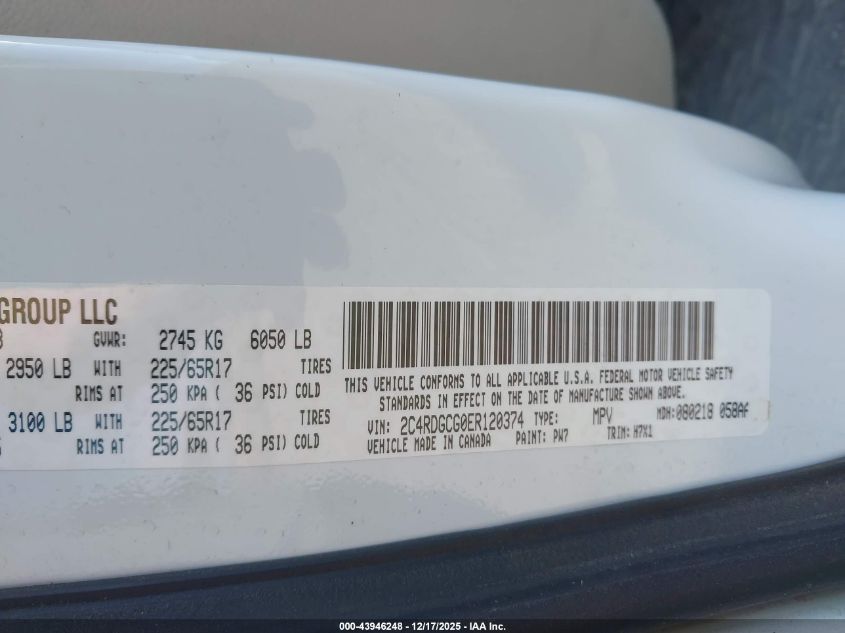 GROUP LLC
GVWR: 2745 KG 6050 LB
2950 LB WITH 225/65R17 TIRES
RIMS AT 250 KPA ( 36 PSI) COLD
3100 LB WITH 225/65R17 TIRES
RIMS AT 250 KPA ( 36 PSI) COLD
THIS VEHICLE CONFORMS TO ALL APPLICABLE U.S.A. FEDERAL MOTOR VEHICLE SAFETY
STANDARDS IN EFFECT ON THE DATE OF MANUFACTURE SHOWN ABOVE.
VIN: 2C4RDGCG0ER120374 TYPE: MPV MDH: 080218 058AF
VEHICLE MADE IN CANADA PAINT: PW7 TRIM: H7X1
000-43946248 - 12/17/2025 - IAA Inc.